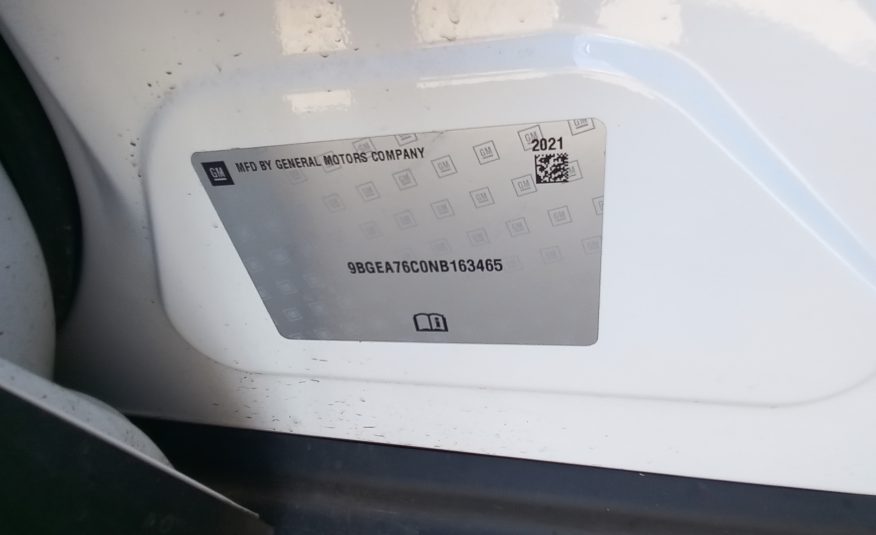 GM MFD BY GENERAL MOTORS COMPANY
2021
9BGEA76C0NB163465